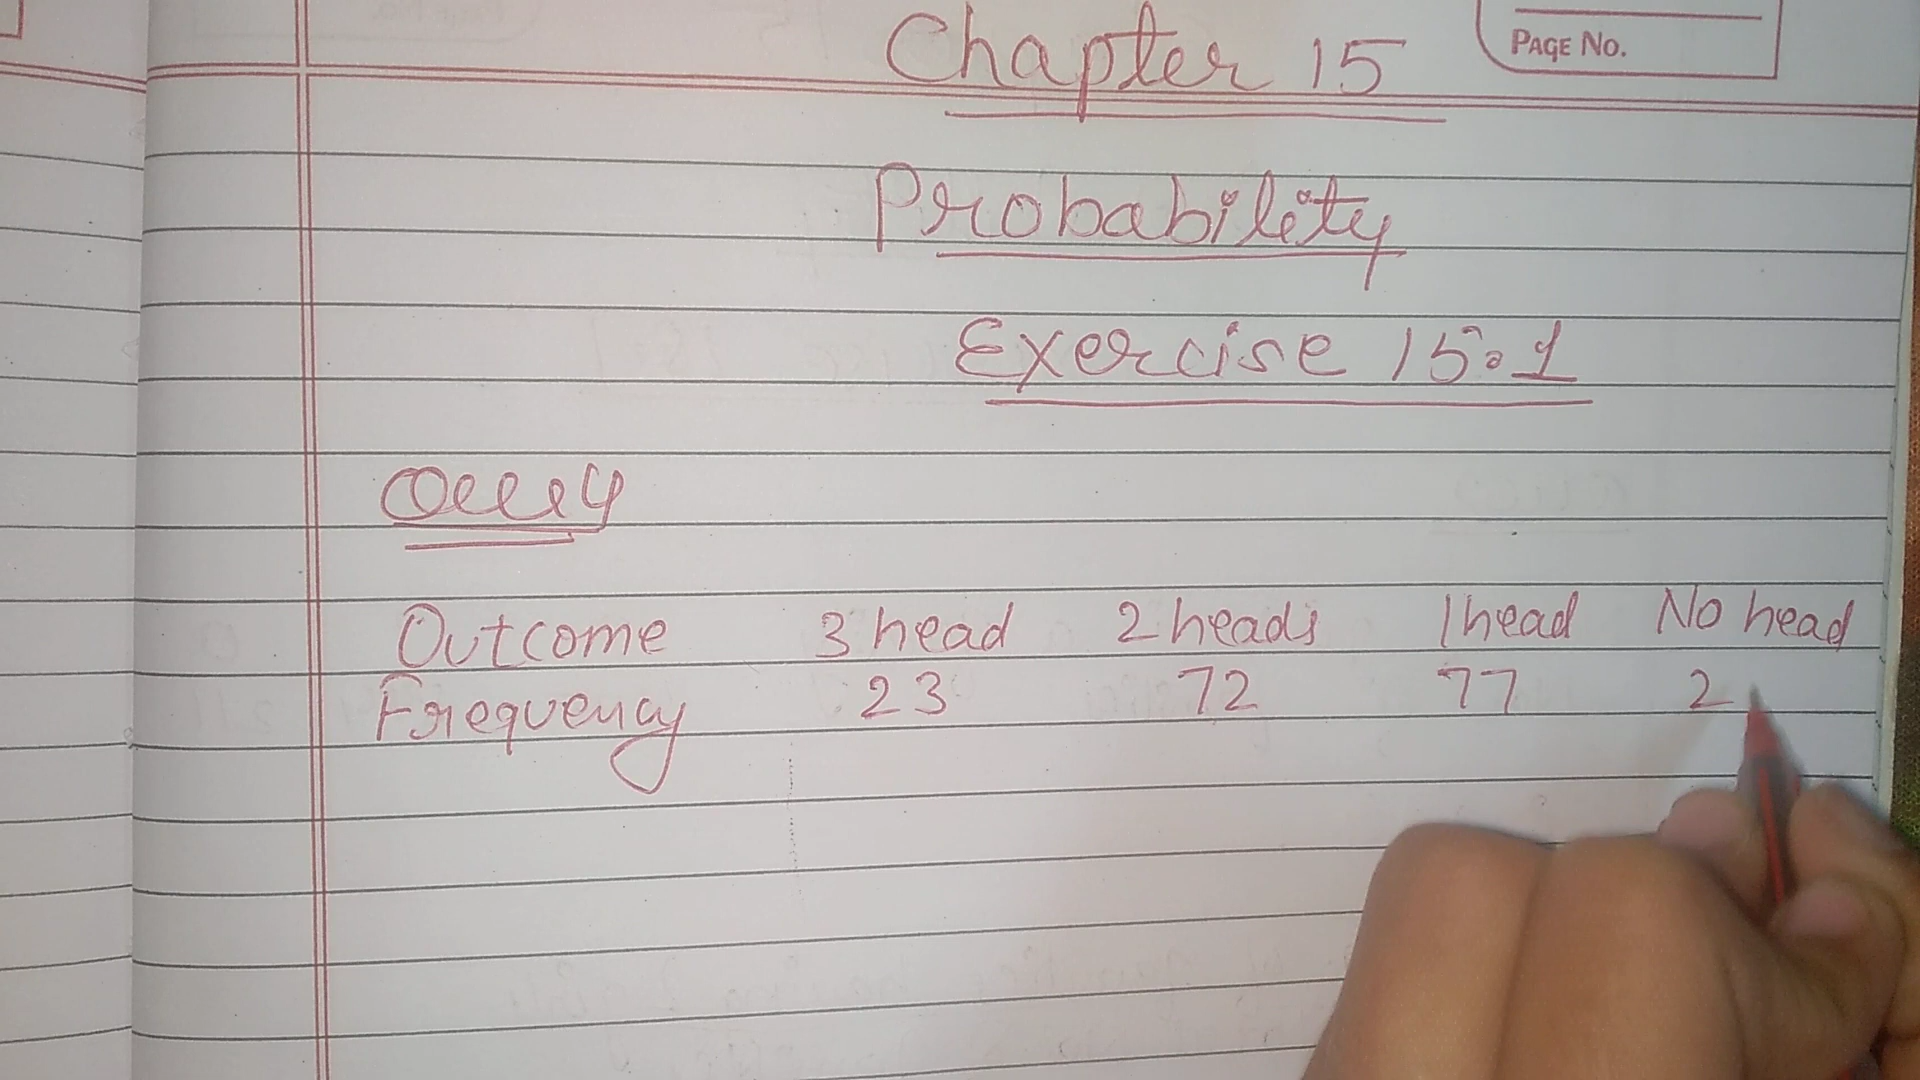 PAGE NO.
Chapter 15
Probability
Exercise 15.1
Outcome 3 head 2 heads 1 head No head
Frequency 23 72 77 2